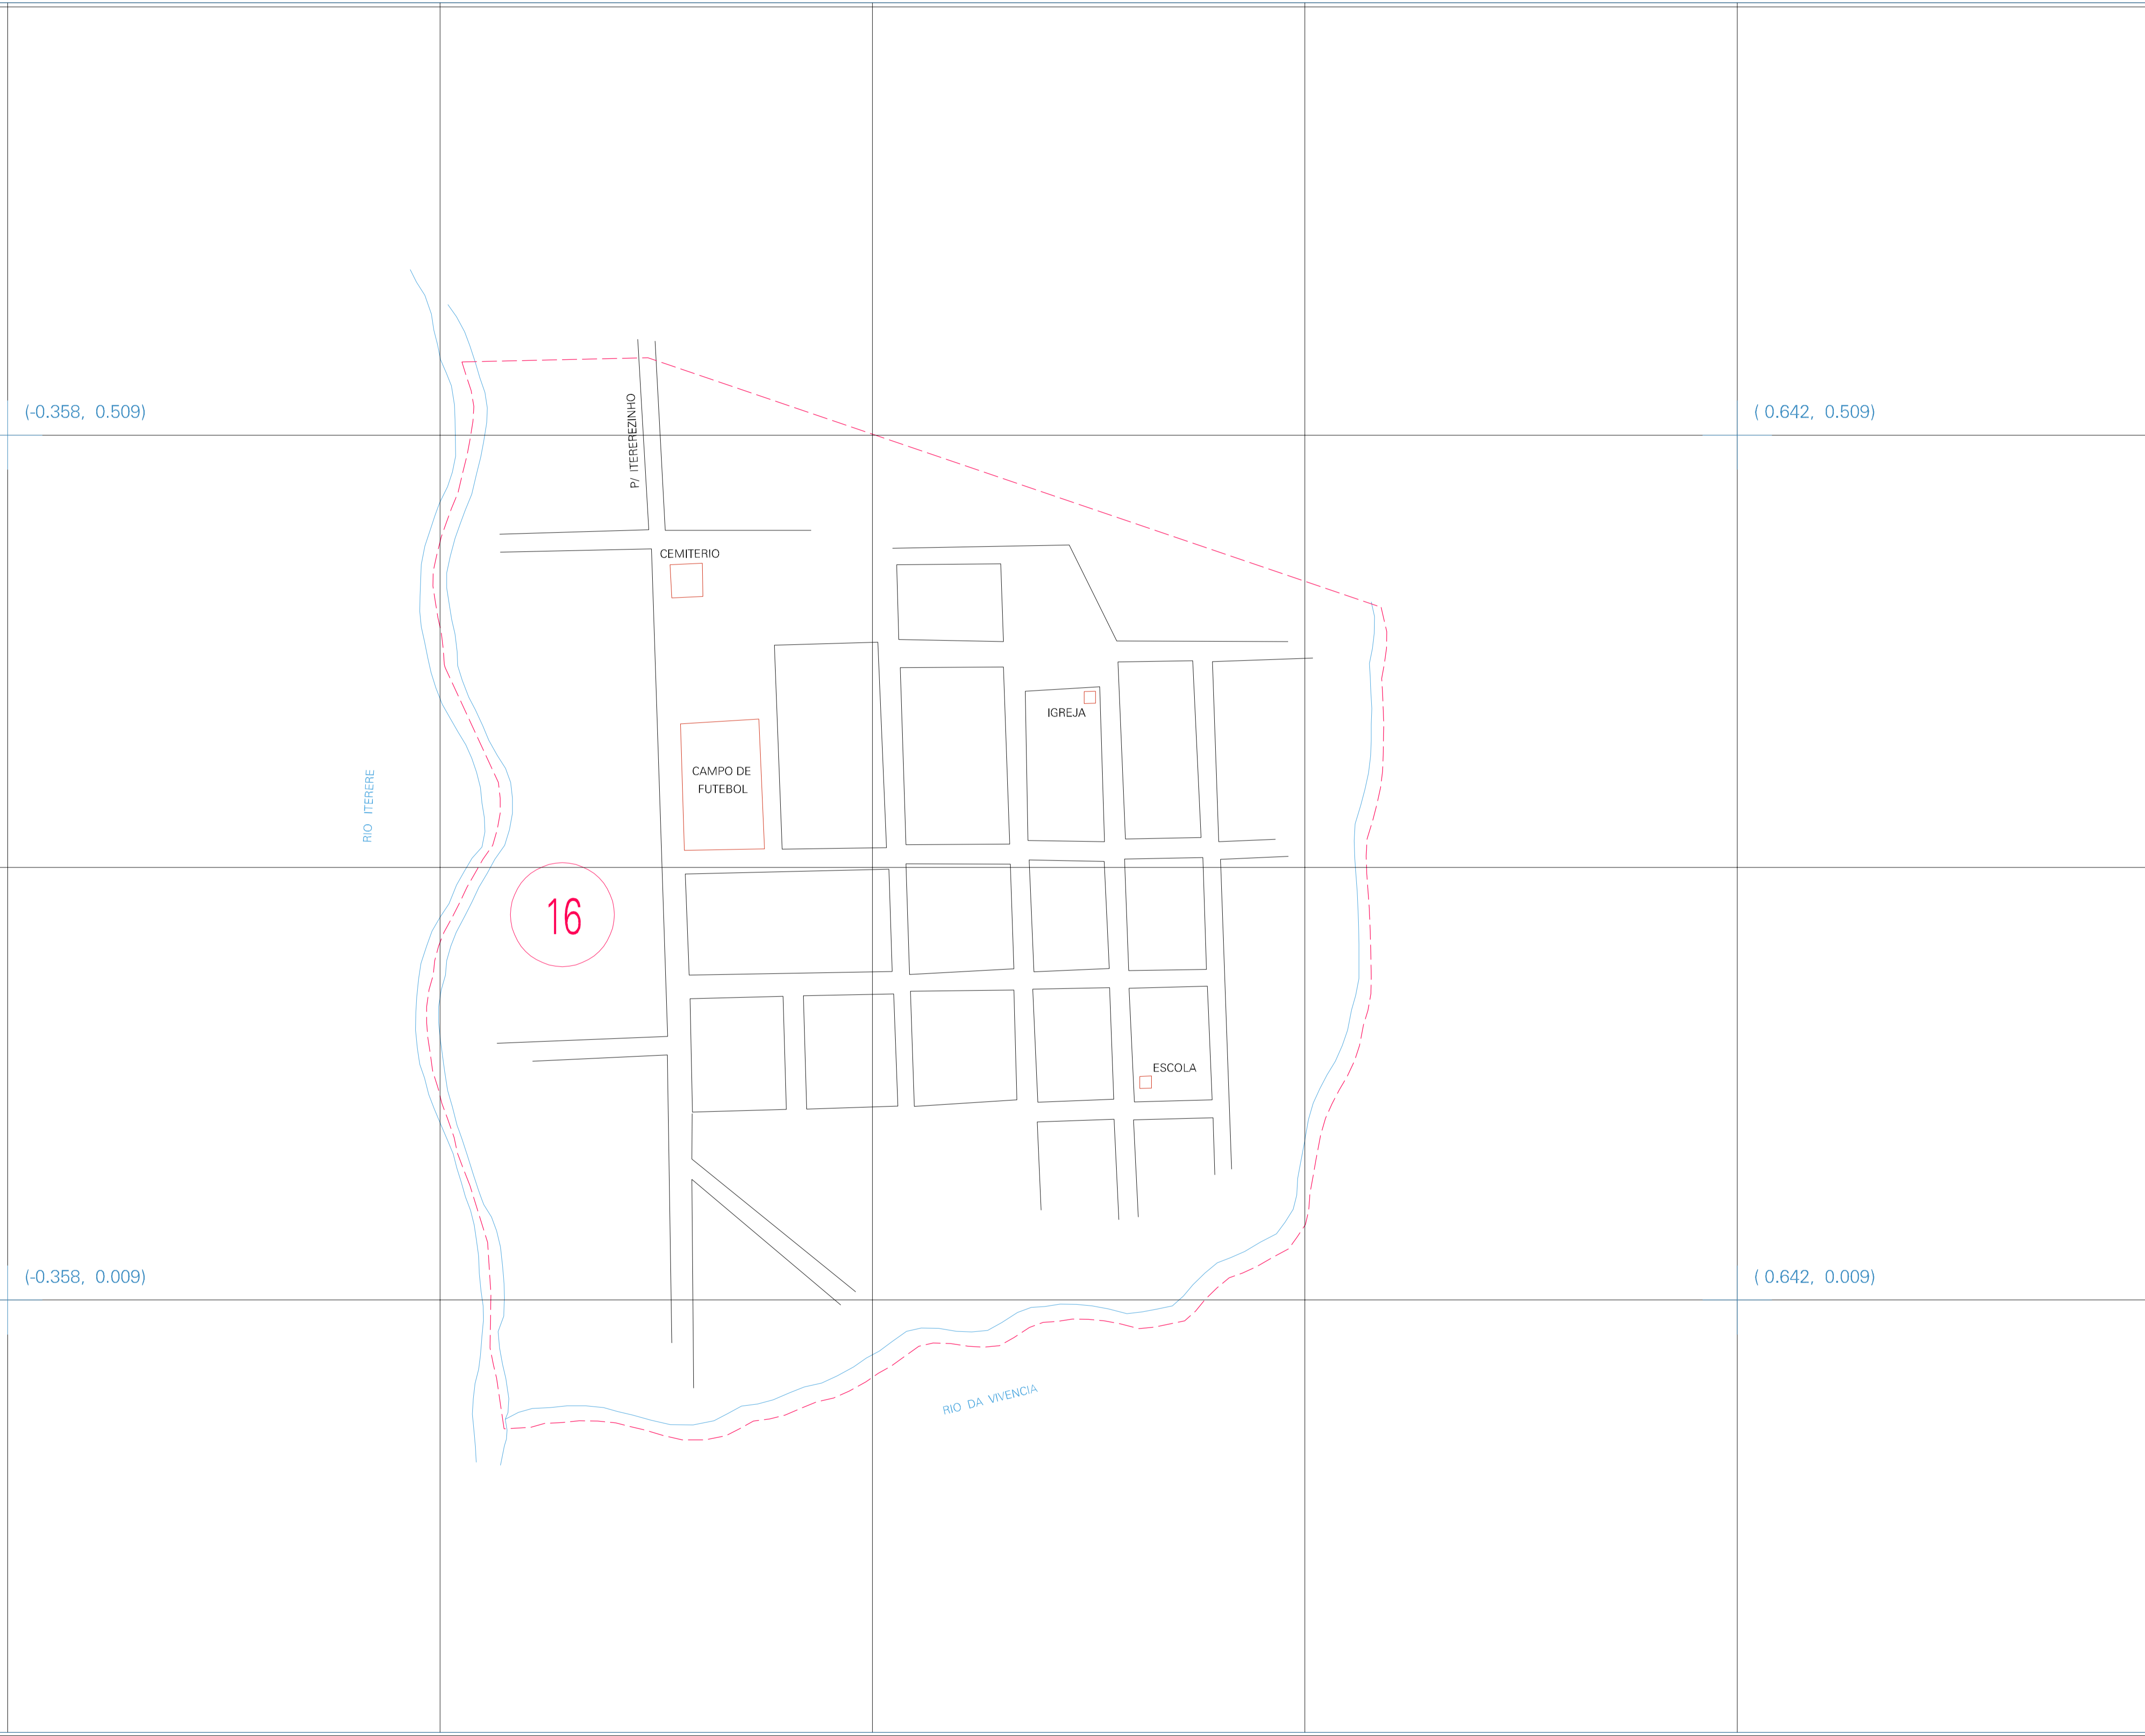 (-0.358, 0.509)
( 0.642, 0.509)
P/ ITEREREZINHO
CEMITERIO
IGREJA
CAMPO DE
FUTEBOL
RIO ITERERE
16
ESCOLA
(-0.358, 0.009)
( 0.642, 0.009)
RIO DA VIVENCIA